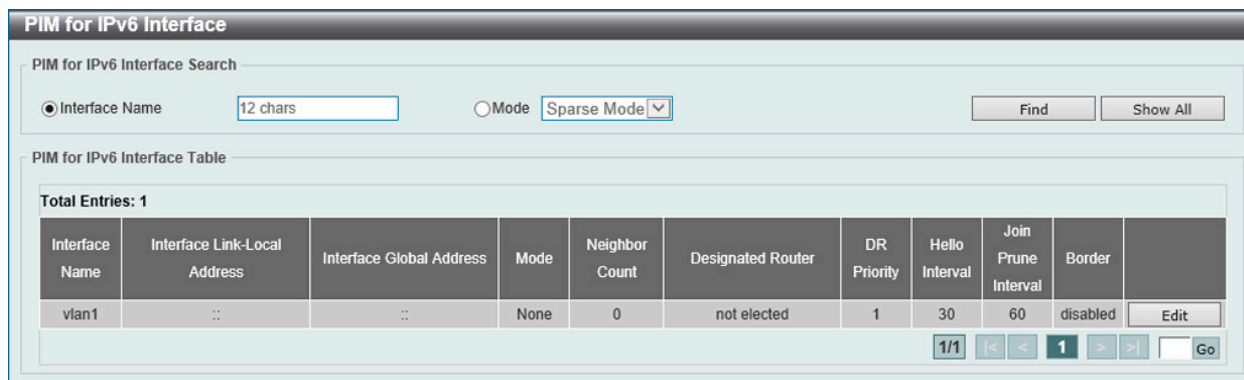 PIM for IPv6 Interface
PIM for IPv6 Interface Search
Interface Name 12 chars Mode Sparse Mode Find Show All
PIM for IPv6 Interface Table
Total Entries: 1
Interface Name Interface Link-Local Address Interface Global Address Mode Neighbor Count Designated Router DR Priority Hello Interval Join Prune Interval Border
vlan1 :: :: None 0 not elected 1 30 60 disabled Edit
1/1 |< < 1 > >| Go